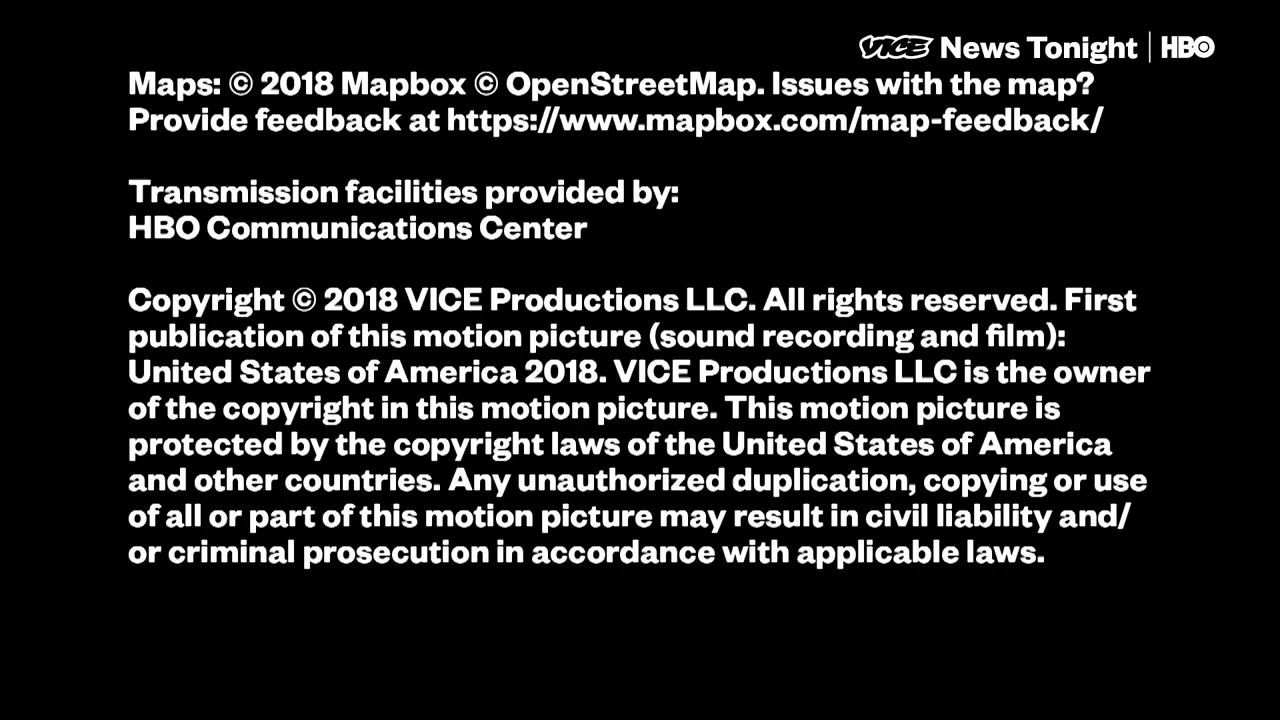 VICE News Tonight | HBO
Maps: © 2018 Mapbox © OpenStreetMap. Issues with the map?
Provide feedback at https://www.mapbox.com/map-feedback/
Transmission facilities provided by:
HBO Communications Center
Copyright © 2018 VICE Productions LLC. All rights reserved. First
publication of this motion picture (sound recording and film):
United States of America 2018. VICE Productions LLC is the owner
of the copyright in this motion picture. This motion picture is
protected by the copyright laws of the United States of America
and other countries. Any unauthorized duplication, copying or use
of all or part of this motion picture may result in civil liability and/
or criminal prosecution in accordance with applicable laws.